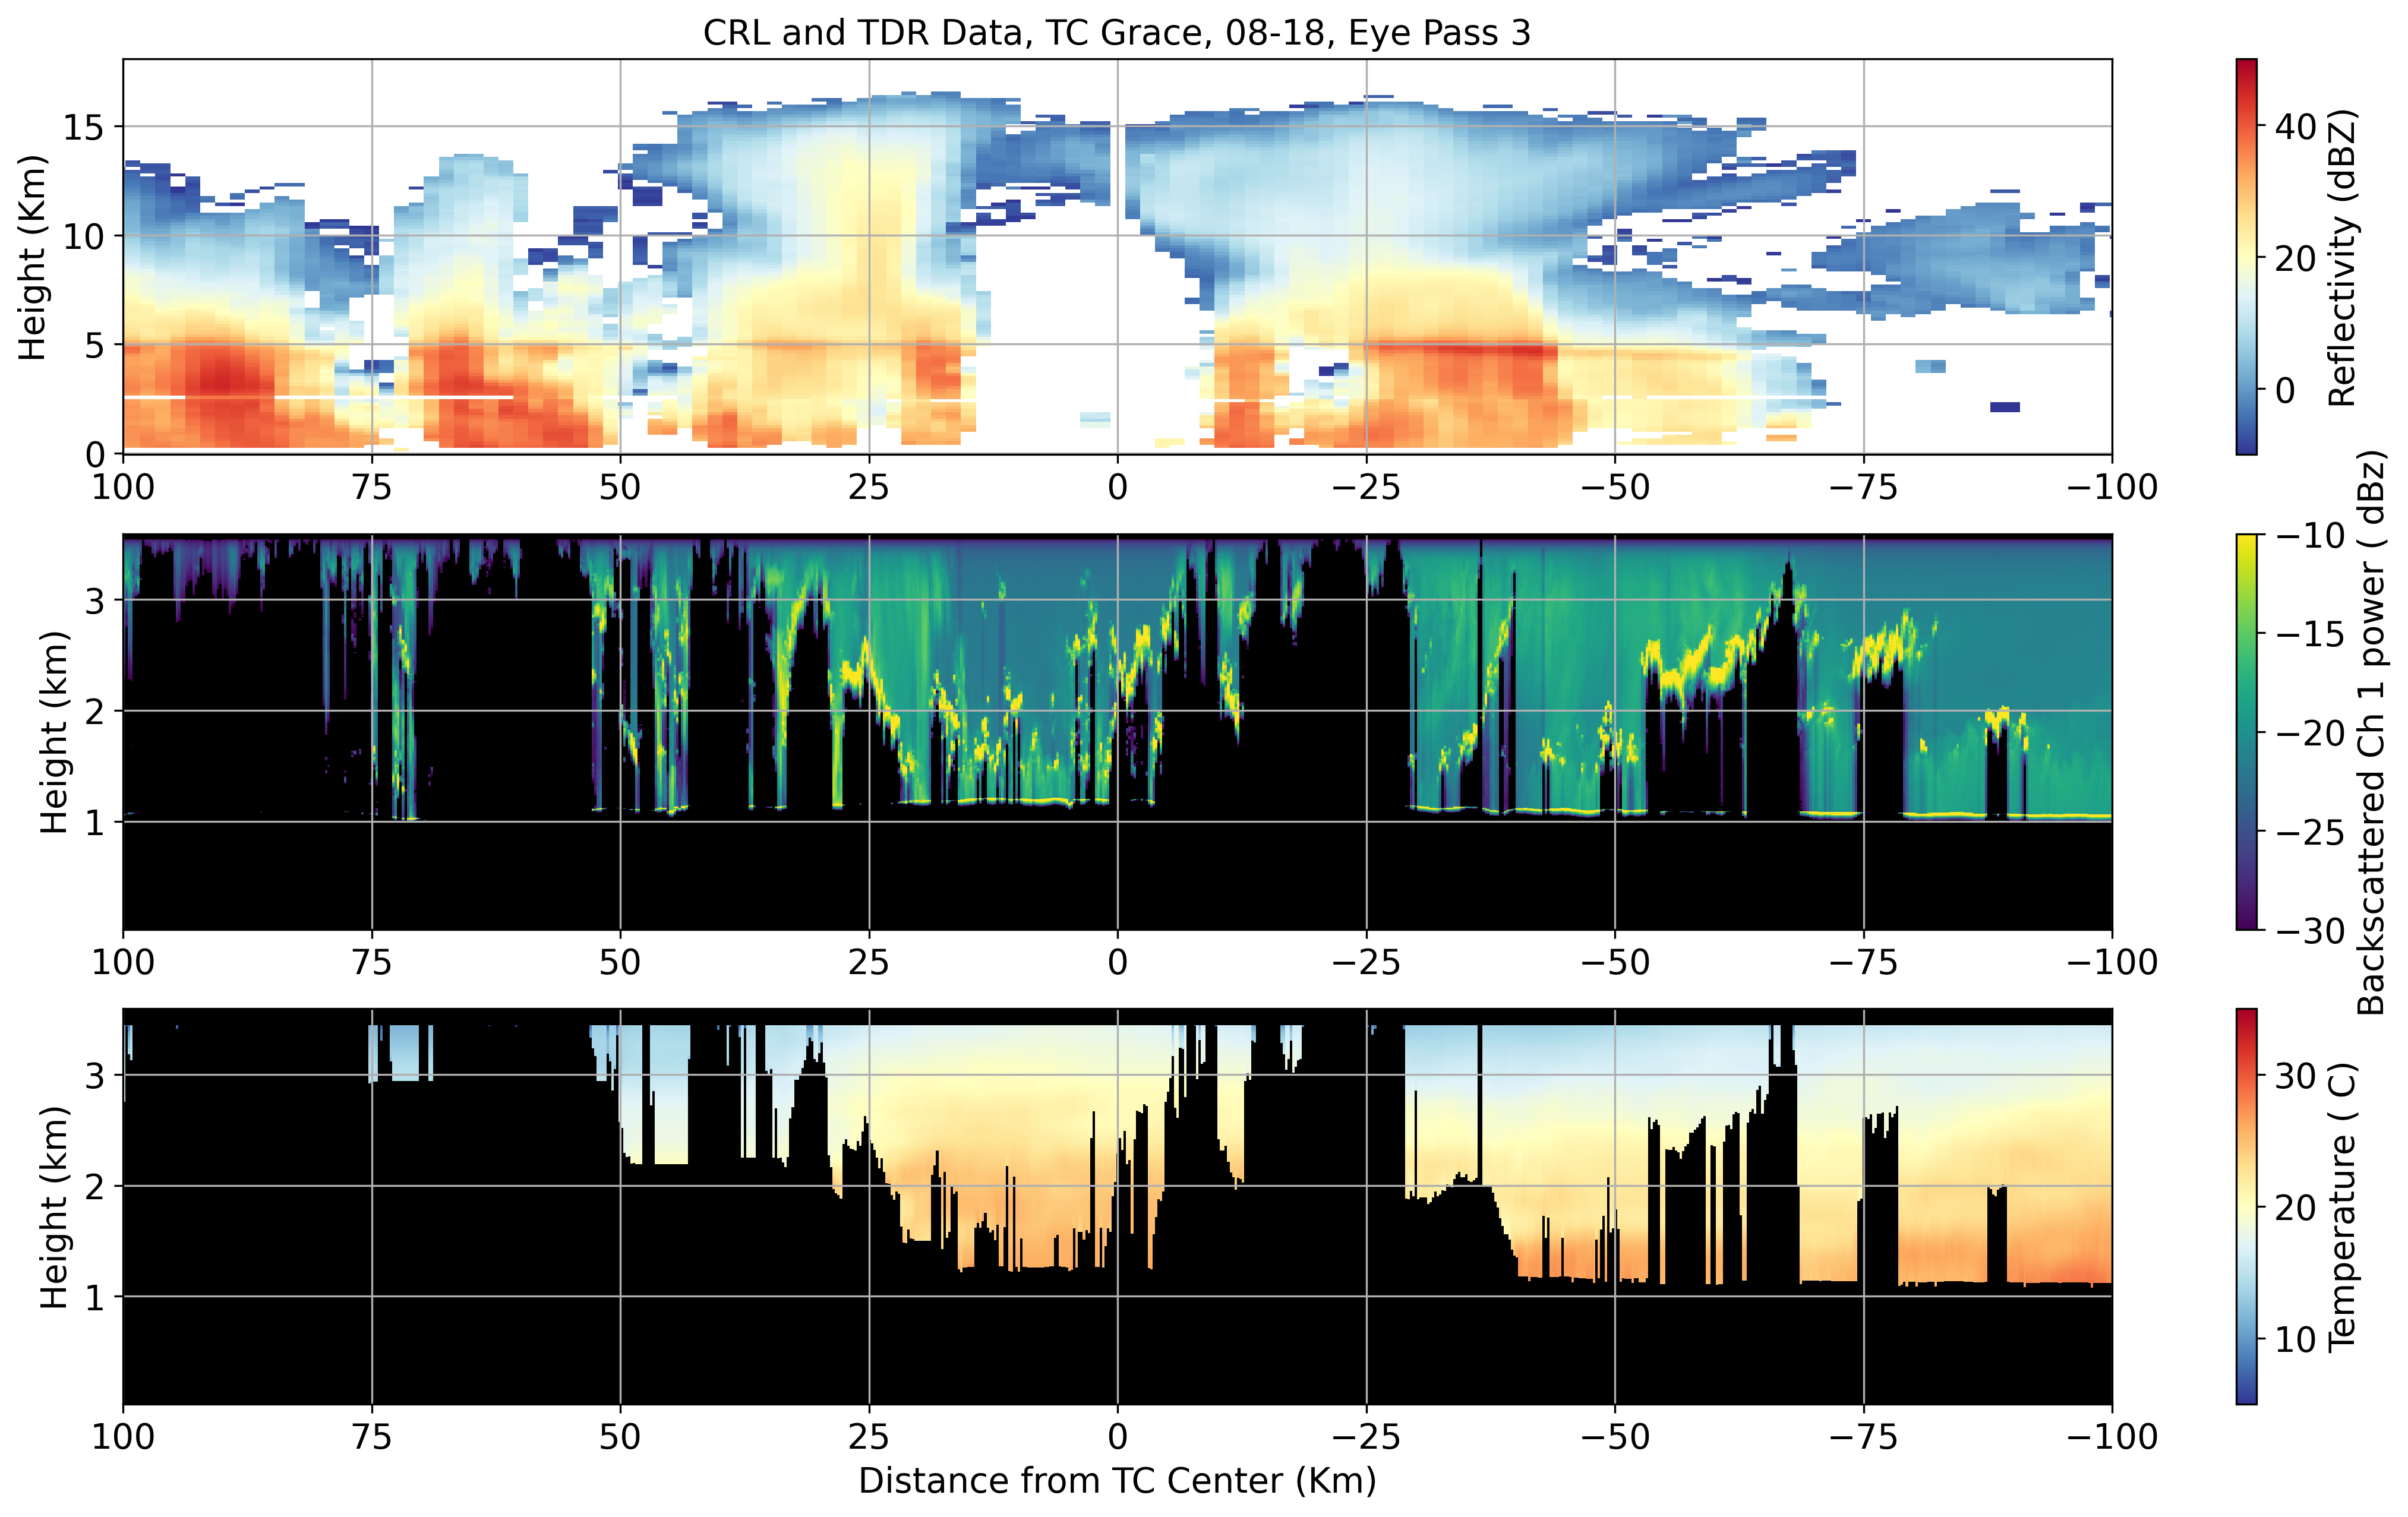 CRL and TDR Data, TC Grace, 08-18, Eye Pass 3
Height (Km)
15
10
5
0
100 75 50 25 0 −25 −50 −75 −100
40
20
0
Reflectivity (dBZ)
Height (km)
3
2
1
100 75 50 25 0 −25 −50 −75 −100
−10
−15
−20
−25
−30
Backscattered Ch 1 power ( dBz)
Height (km)
3
2
1
100 75 50 25 0 −25 −50 −75 −100
Distance from TC Center (Km)
30
20
10
Temperature ( C)